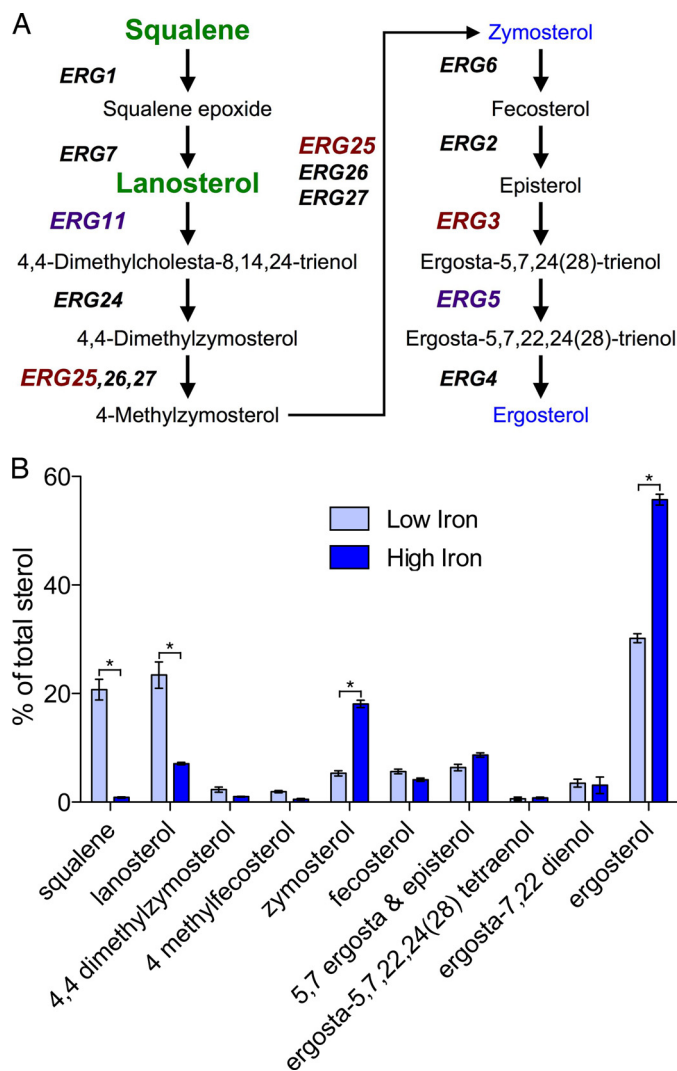 A
Squalene
ERG1
Squalene epoxide
ERG7
Lanosterol
ERG11
4,4-Dimethylcholesta-8,14,24-trienol
ERG24
4,4-Dimethylzymosterol
ERG25,26,27
4-Methylzymosterol
ERG25
ERG26
ERG27
Zymosterol
ERG6
Fecosterol
ERG2
Episterol
ERG3
Ergosta-5,7,24(28)-trienol
ERG5
Ergosta-5,7,22,24(28)-trienol
ERG4
Ergosterol
B
% of total sterol
60
40
20
0
Low Iron
High Iron
*
*
*
*
squalene
lanosterol
4,4 dimethylzymosterol
4 methylfecosterol
zymosterol
fecosterol
5,7 ergosta & episterol
ergosta-5,7,22,24(28) tetraenol
ergosta-7,22 dienol
ergosterol